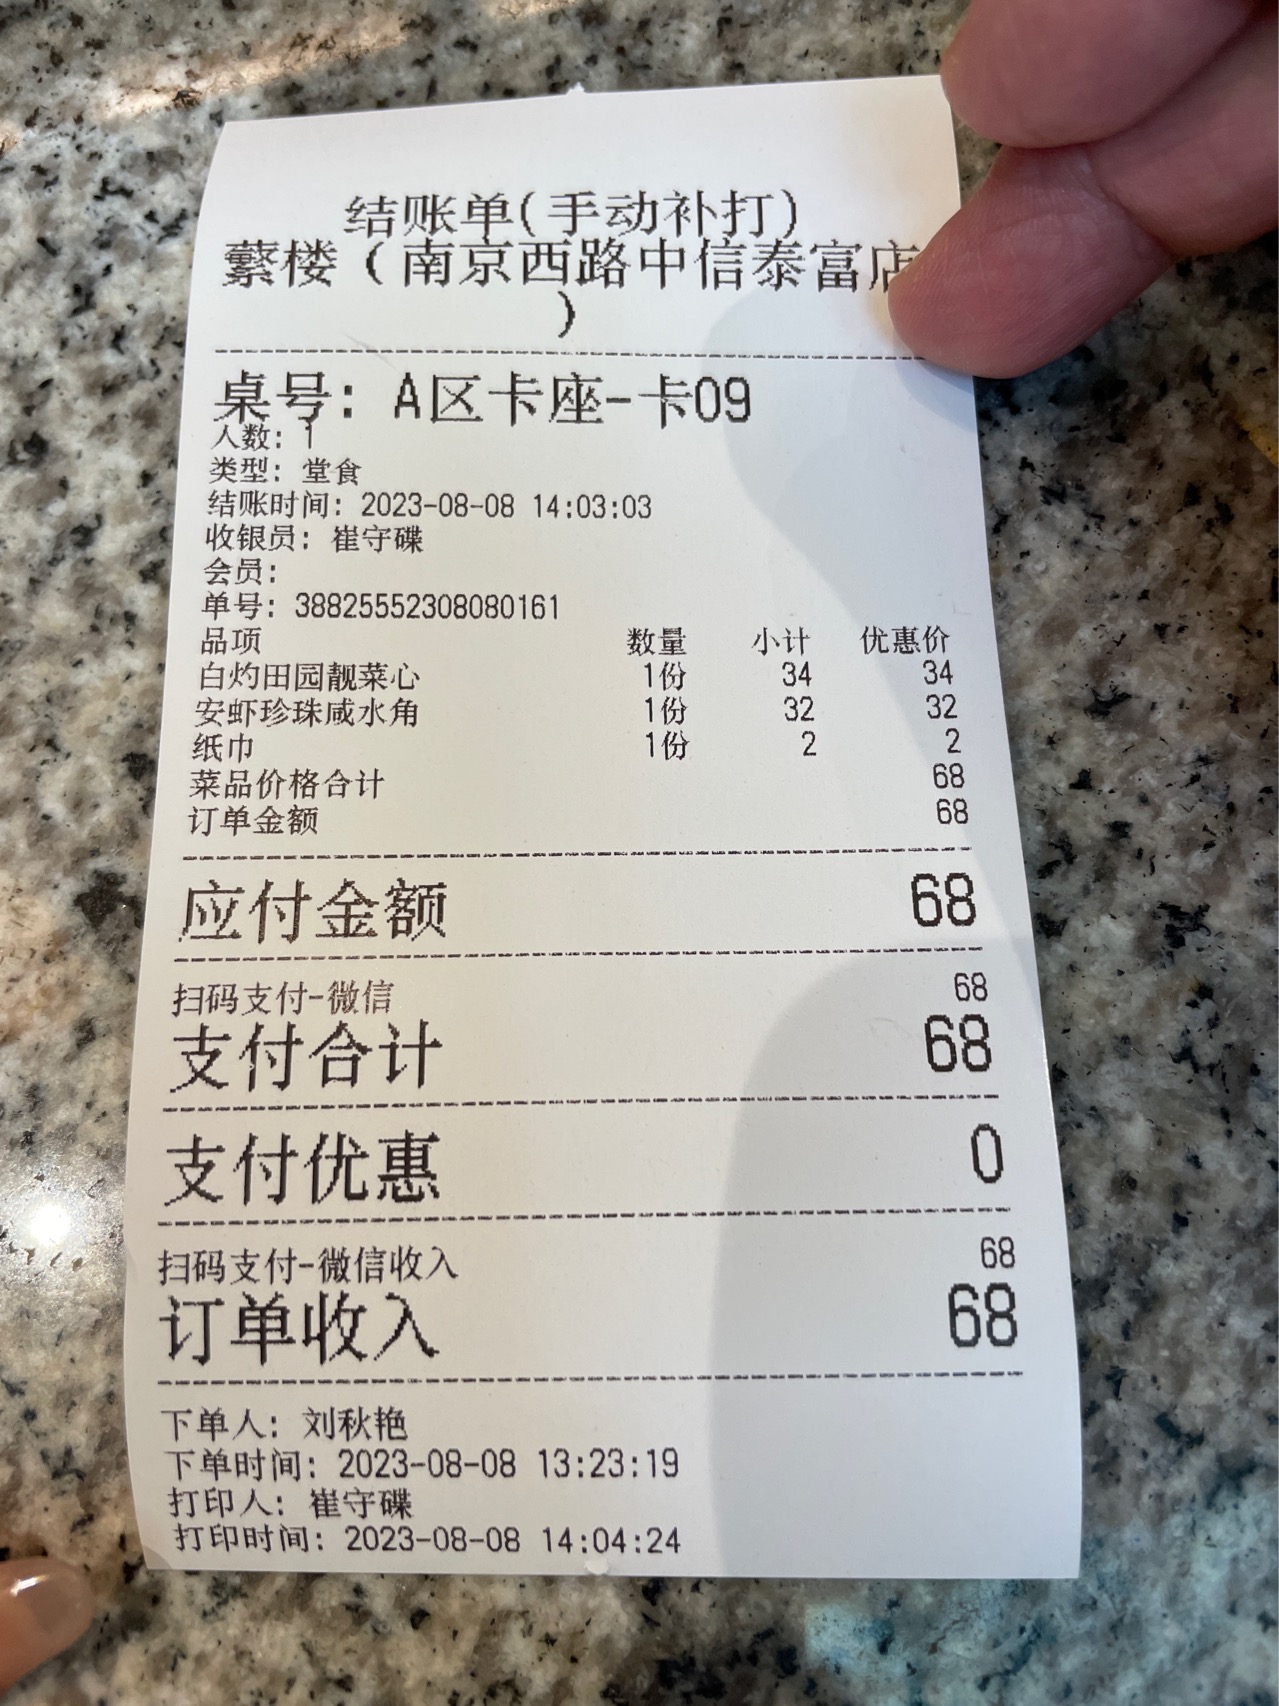 结账单(手动补打)
蘩楼（南京西路中信泰富店
）
桌号: A区卡座-卡09
人数: 1
类型: 堂食
结账时间: 2023-08-08 14:03:03
收银员: 崔守碟
会员:
单号: 38825552308080161
品项 数量 小计 优惠价
白灼田园靓菜心 1份 34 34
安虾珍珠咸水角 1份 32 32
纸巾 1份 2 2
菜品价格合计 68
订单金额 68
应付金额 68
扫码支付-微信 68
支付合计 68
支付优惠 0
扫码支付-微信收入 68
订单收入 68
下单人: 刘秋艳
下单时间: 2023-08-08 13:23:19
打印人: 崔守碟
打印时间: 2023-08-08 14:04:24